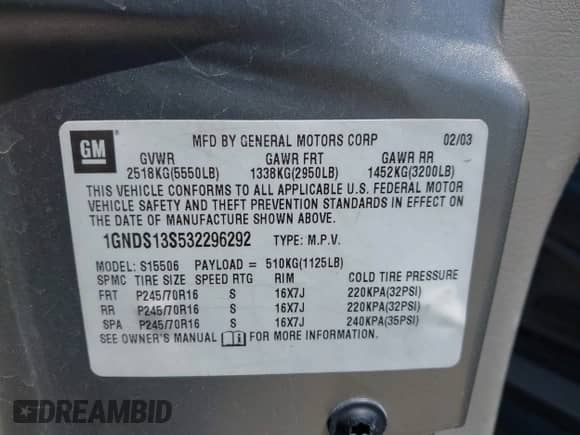 GM
MFD BY GENERAL MOTORS CORP 02/03
GVWR GAWR FRT GAWR RR
2518KG(5550LB) 1338KG(2950LB) 1452KG(3200LB)
THIS VEHICLE CONFORMS TO ALL APPLICABLE U.S. FEDERAL MOTOR
VEHICLE SAFETY AND THEFT PREVENTION STANDARDS IN EFFECT ON
THE DATE OF MANUFACTURE SHOWN ABOVE.
1GNDS13S532296292 TYPE: M.P.V.
MODEL: S15506 PAYLOAD = 510KG(1125LB)
SPMC TIRE SIZE SPEED RTG RIM COLD TIRE PRESSURE
FRT P245/70R16 S 16X7J 220KPA(32PSI)
RR P245/70R16 S 16X7J 220KPA(32PSI)
SPA P245/70R16 S 16X7J 240KPA(35PSI)
SEE OWNER'S MANUAL FOR MORE INFORMATION
DREAMBID